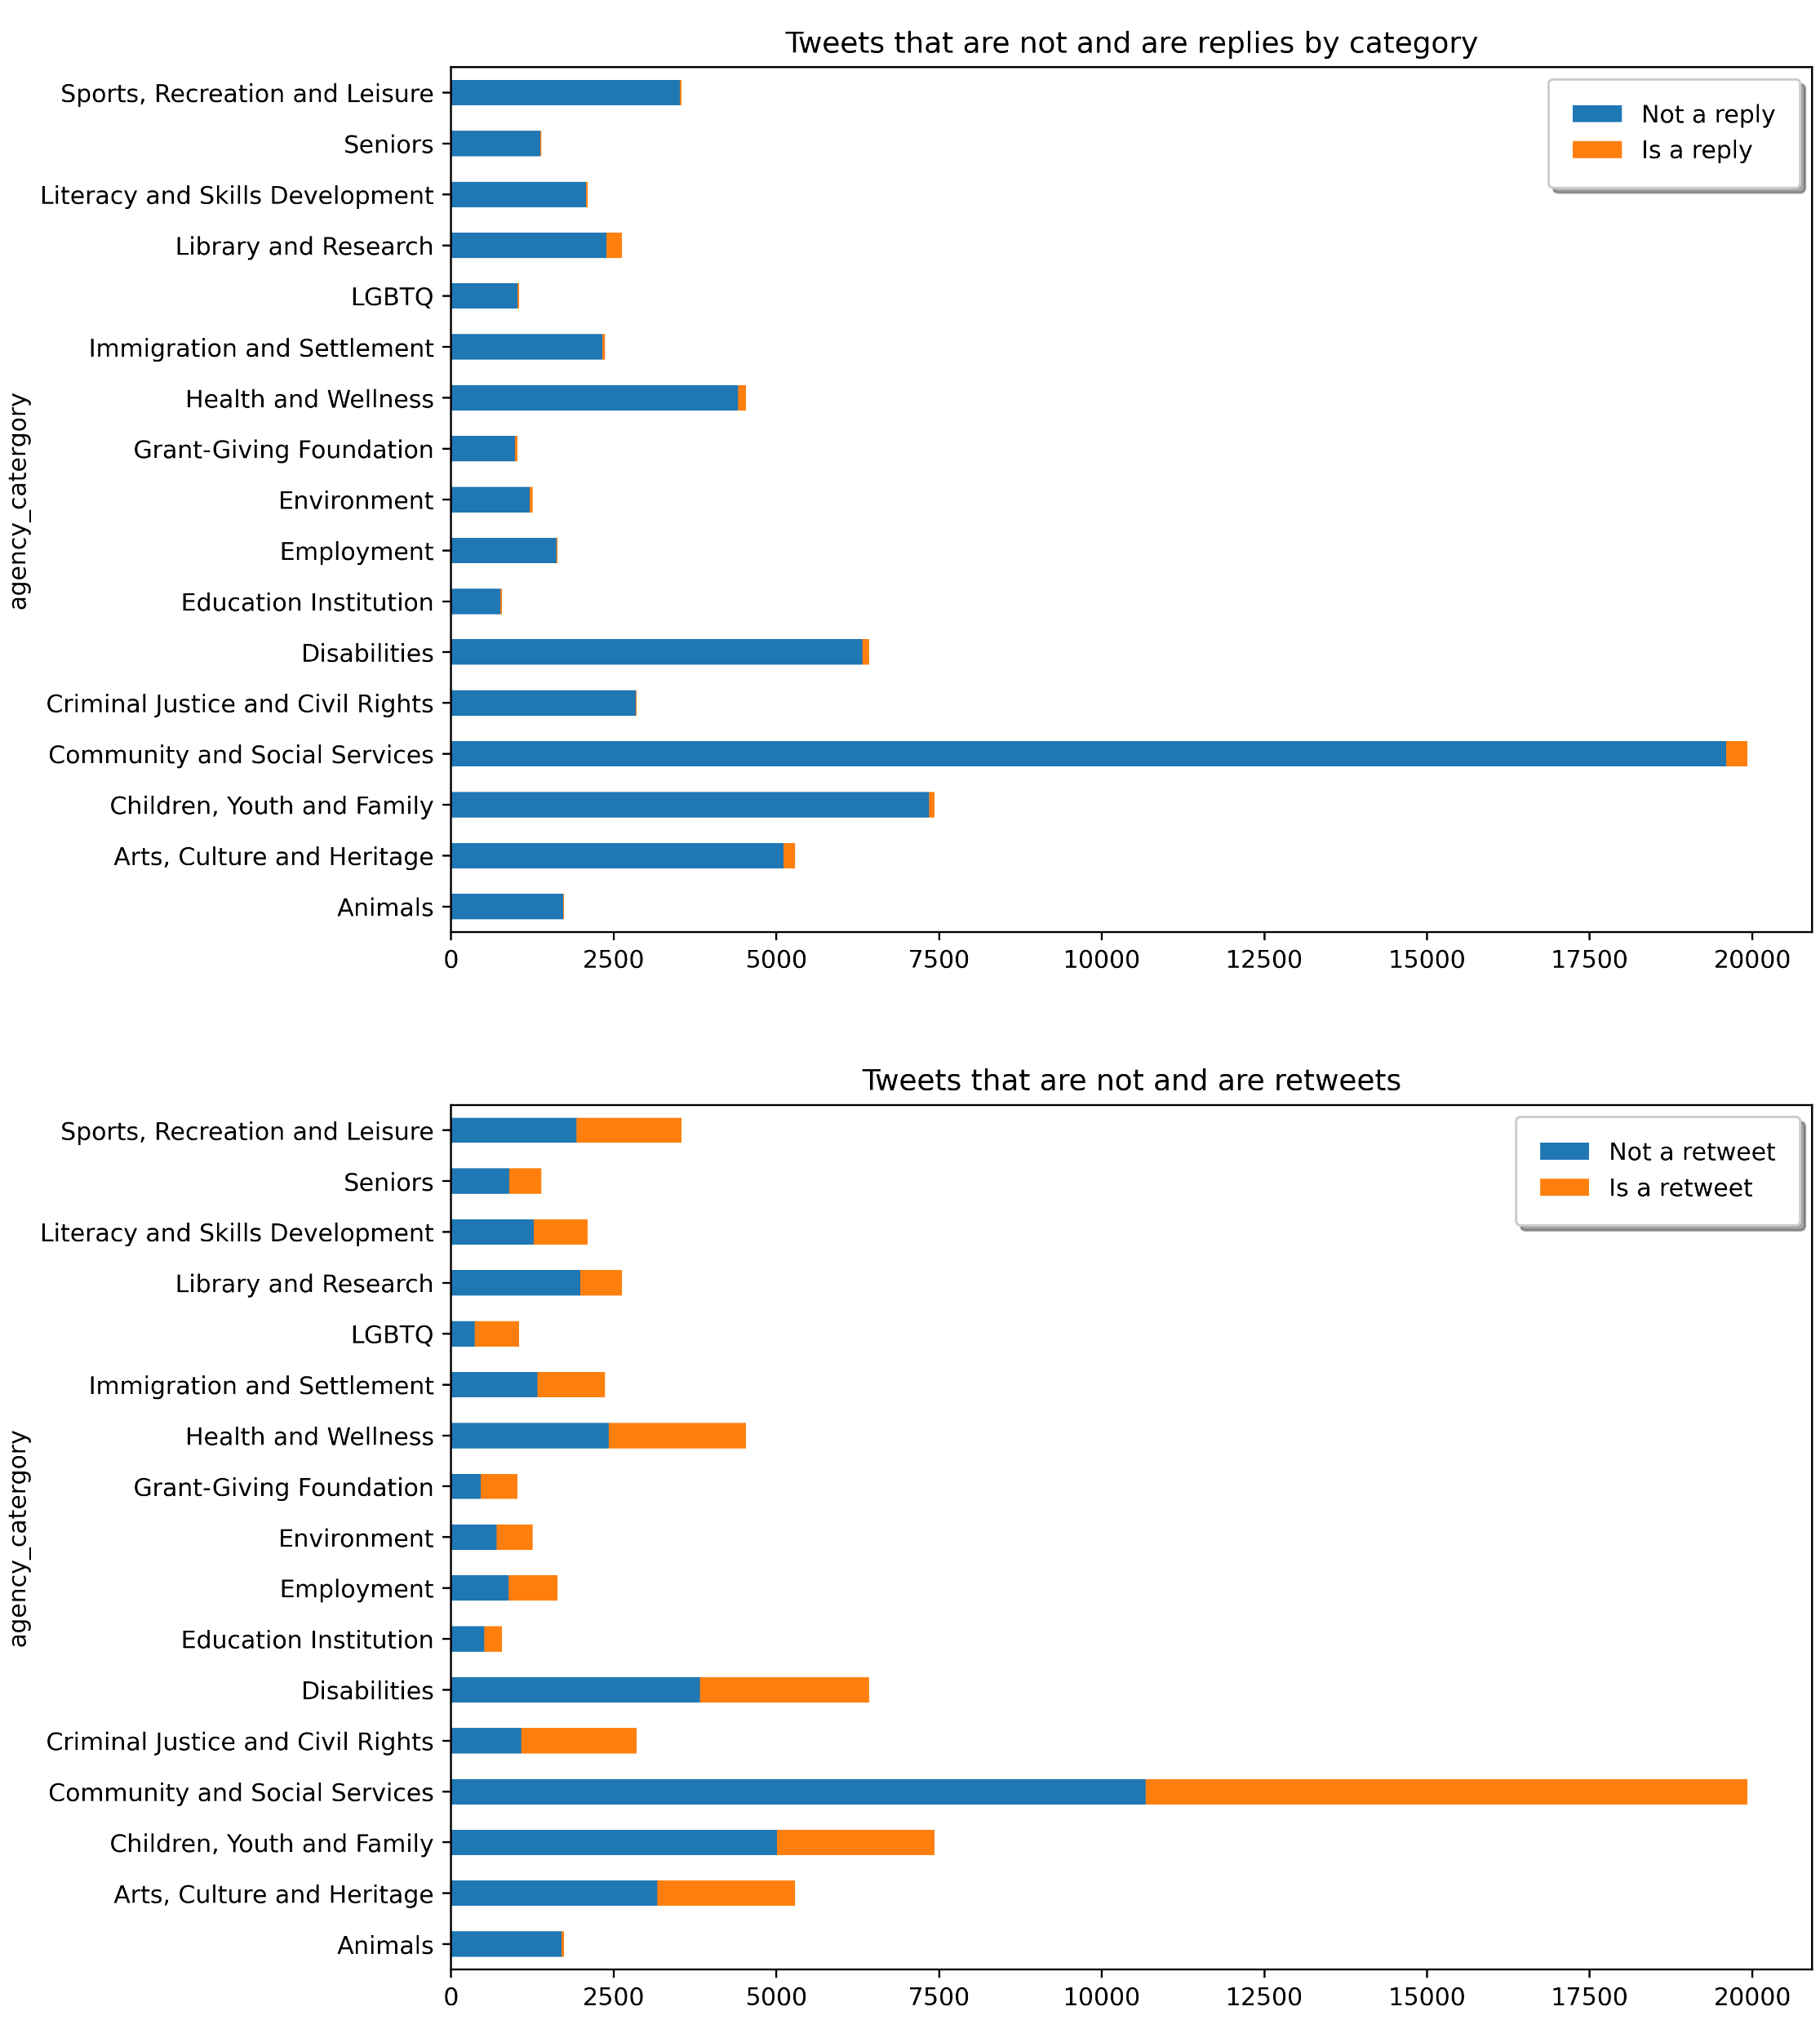 Tweets that are not and are replies by category
Not a reply
Is a reply
agency_catergory
Sports, Recreation and Leisure
Seniors
Literacy and Skills Development
Library and Research
LGBTQ
Immigration and Settlement
Health and Wellness
Grant-Giving Foundation
Environment
Employment
Education Institution
Disabilities
Criminal Justice and Civil Rights
Community and Social Services
Children, Youth and Family
Arts, Culture and Heritage
Animals
0 2500 5000 7500 10000 12500 15000 17500 20000
Tweets that are not and are retweets
Not a retweet
Is a retweet
agency_catergory
Sports, Recreation and Leisure
Seniors
Literacy and Skills Development
Library and Research
LGBTQ
Immigration and Settlement
Health and Wellness
Grant-Giving Foundation
Environment
Employment
Education Institution
Disabilities
Criminal Justice and Civil Rights
Community and Social Services
Children, Youth and Family
Arts, Culture and Heritage
Animals
0 2500 5000 7500 10000 12500 15000 17500 20000